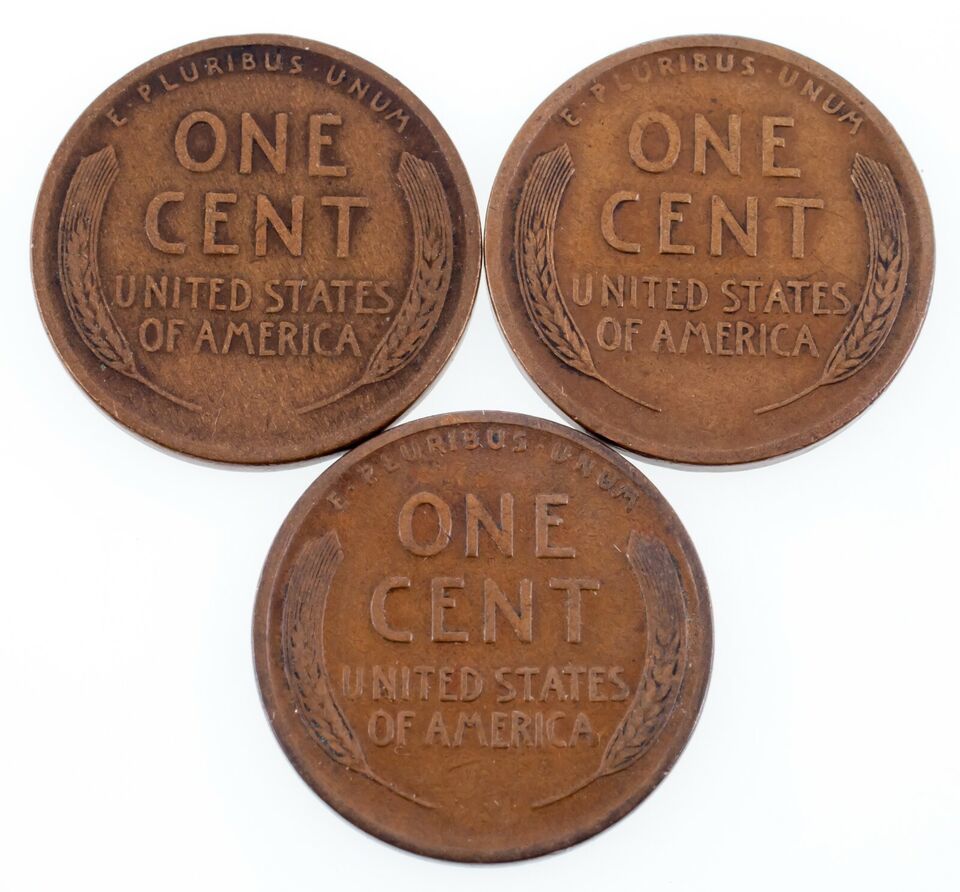 E · PLURIBUS · UNUM
ONE
CENT
UNITED STATES
OF AMERICA
E · PLURIBUS · UNUM
ONE
CENT
UNITED STATES
OF AMERICA
E · PLURIBUS · UNUM
ONE
CENT
UNITED STATES
OF AMERICA